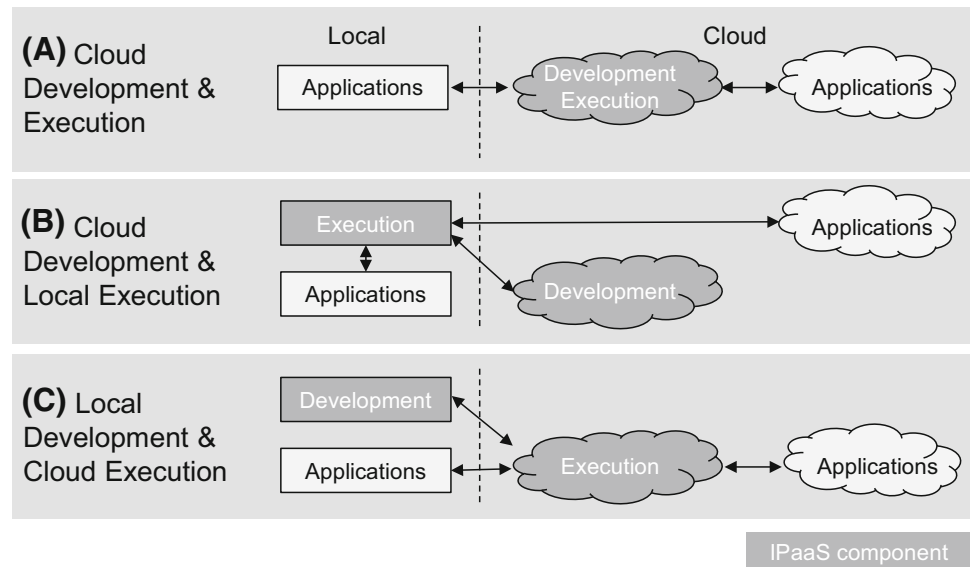 Local
Cloud
(A) Cloud
Development &
Execution
Applications
Development
Execution
Applications
(B) Cloud
Development &
Local Execution
Execution
Applications
Development
Applications
(C) Local
Development &
Cloud Execution
Development
Applications
Execution
Applications
IPaaS component